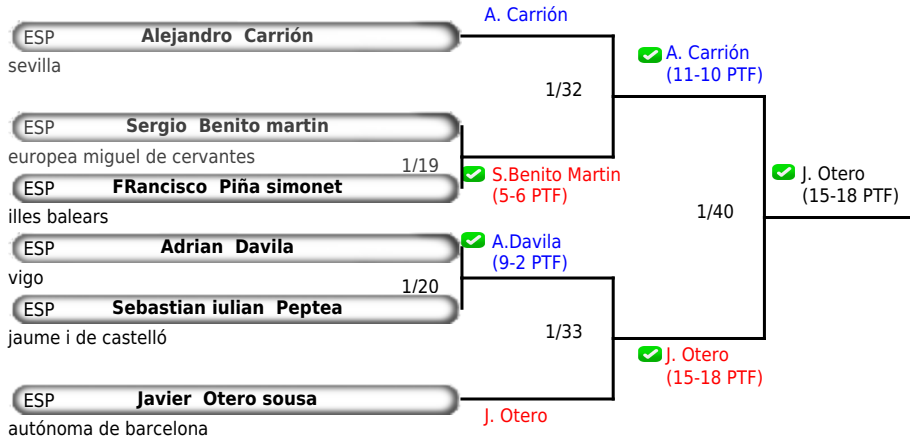 A. Carrión
ESP Alejandro Carrión
sevilla
A. Carrión
(11-10 PTF)
1/32
ESP Sergio Benito martin
europea miguel de cervantes
1/19
S.Benito Martin
(5-6 PTF)
ESP FRancisco Piña simonet
illes balears
J. Otero
(15-18 PTF)
1/40
ESP Adrian Davila
vigo
A.Davila
(9-2 PTF)
1/20
ESP Sebastian iulian Peptea
jaume i de castelló
1/33
J. Otero
(15-18 PTF)
ESP Javier Otero sousa
autónoma de barcelona
J. Otero